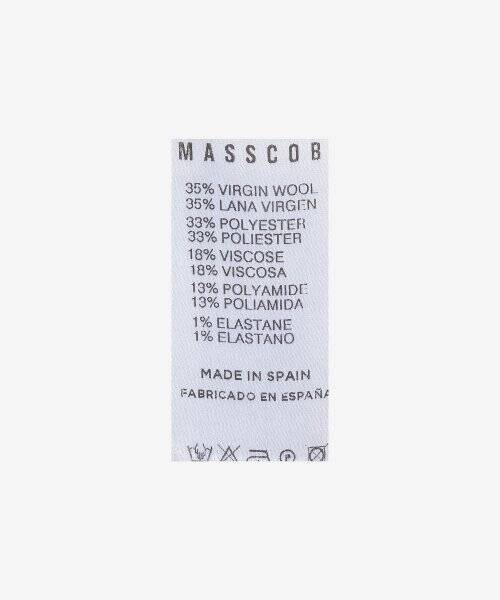 MASSCOB
35% VIRGIN WOOL
35% LANA VIRGEN
33% POLYESTER
33% POLIESTER
18% VISCOSE
18% VISCOSA
13% POLYAMIDE
13% POLIAMIDA
1% ELASTANE
1% ELASTANO
MADE IN SPAIN
FABRICADO EN ESPAÑA